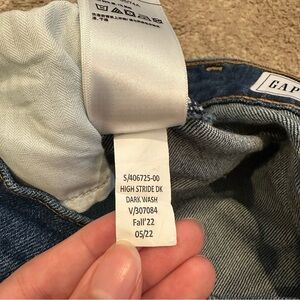 S/406725-00
HIGH STRIDE DK
DARK WASH
V/307084
Fall'22
05/22
GAP